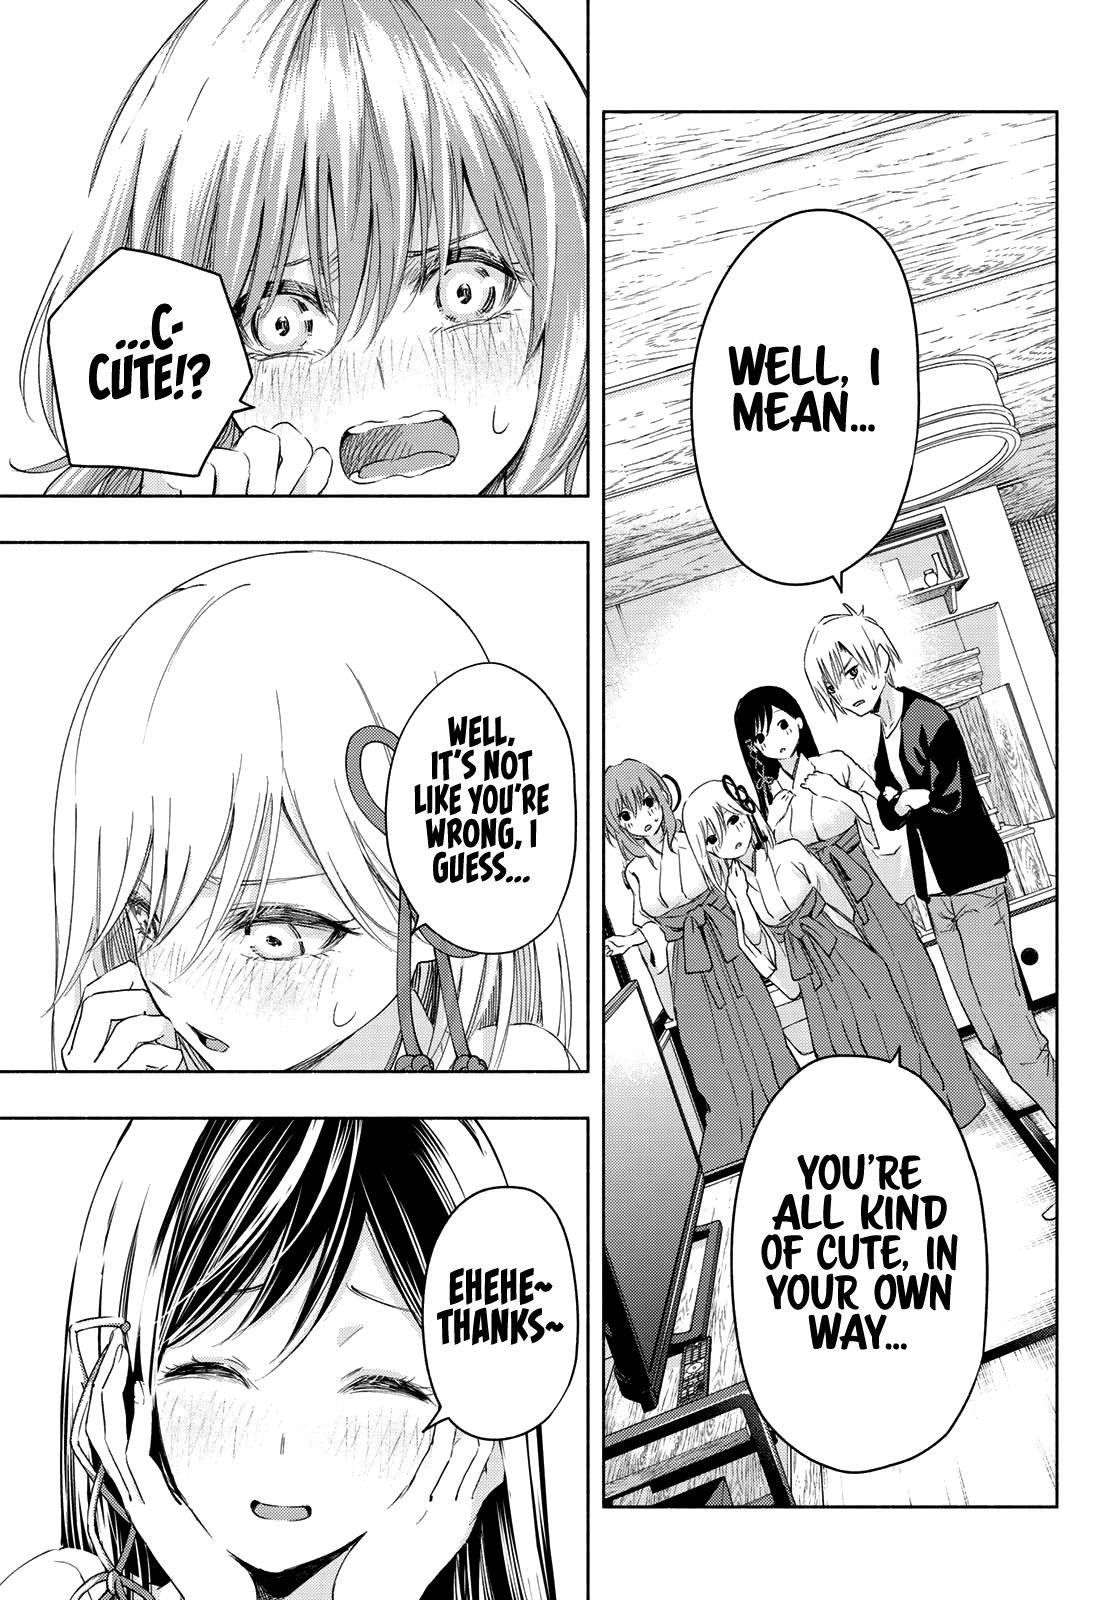 WELL, I
MEAN...
YOU'RE
ALL KIND
OF CUTE, IN
YOUR OWN
WAY...
...C-
CUTE!?
WELL,
IT'S NOT
LIKE YOU'RE
WRONG, I
GUESS...
EHEHE~
THANKS~